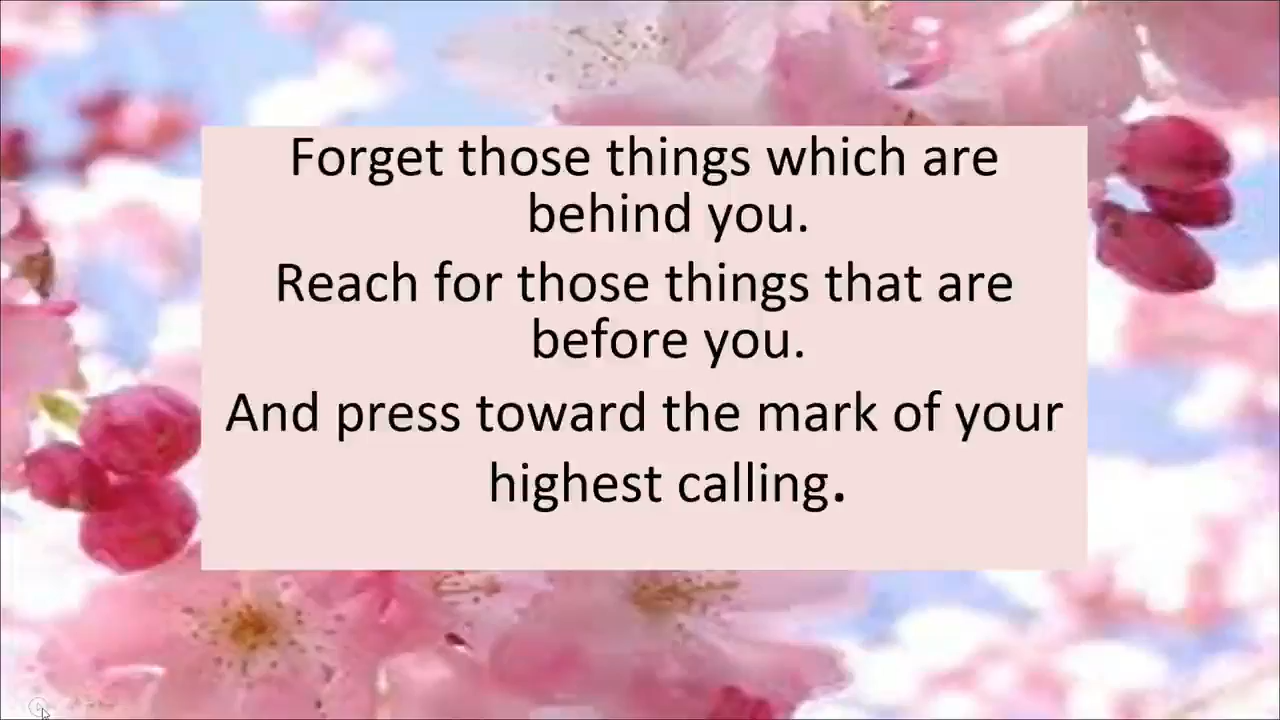 Forget those things which are
behind you.
Reach for those things that are
before you.
And press toward the mark of your
highest calling.